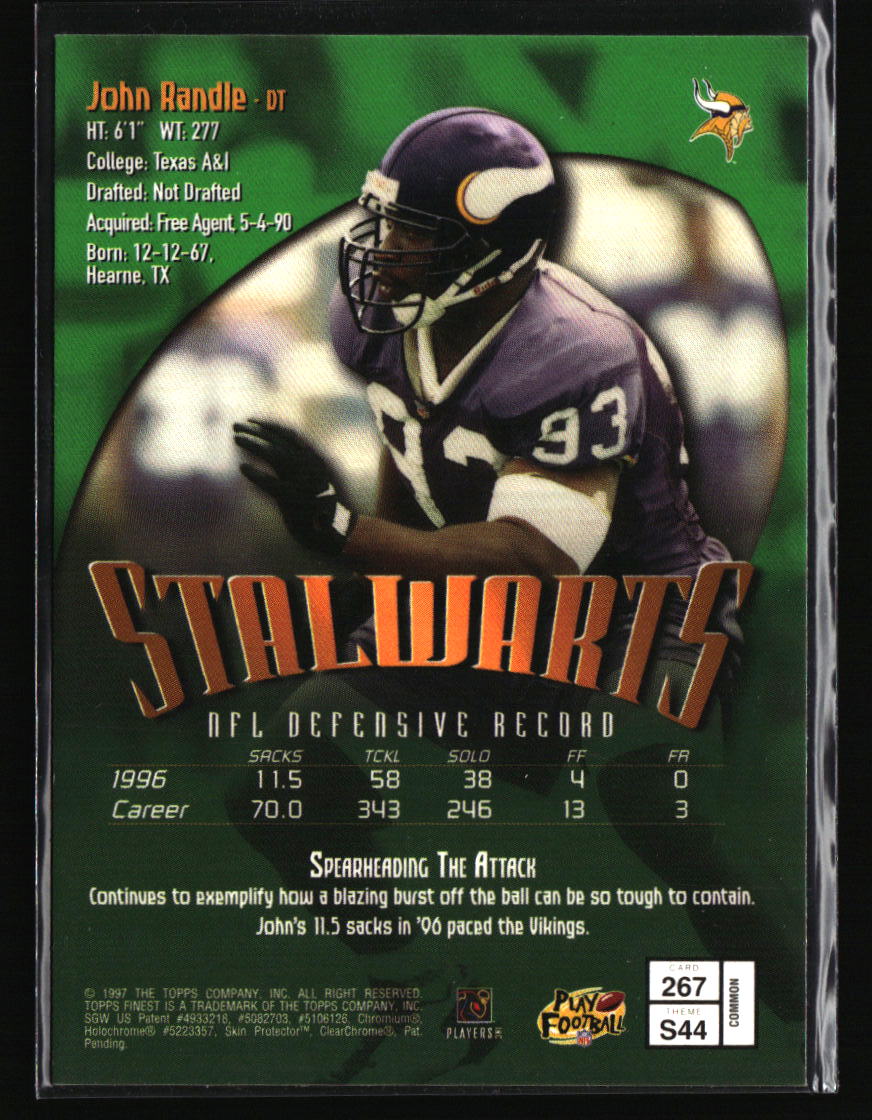 John Randle - DT
HT: 6'1" WT: 277
College: Texas A&I
Drafted: Not Drafted
Acquired: Free Agent, 5-4-90
Born: 12-12-67,
Hearne, TX
93
93
STALWARTS
NFL DEFENSIVE RECORD
SACKS TCKL SOLO FF FR
1996 11.5 58 38 4 0
Career 70.0 343 246 13 3
SPEARHEADING THE ATTACK
Continues to exemplify how a blazing burst off the ball can be so tough to contain.
John's 11.5 sacks in '96 paced the Vikings.
© 1997 THE TOPPS COMPANY, INC. ALL RIGHT RESERVED.
TOPPS FINEST IS A TRADEMARK OF THE TOPPS COMPANY, INC.
SGW US Patent #4933218, #5082703, #5106126, Chromium®,
Holochrome® #5223357, Skin Protector™, ClearChrome®, Pat.
Pending.
PLAYERS INC
PLAY FOOTBALL
NFL
CARD
267
THEME
S44
COMMON